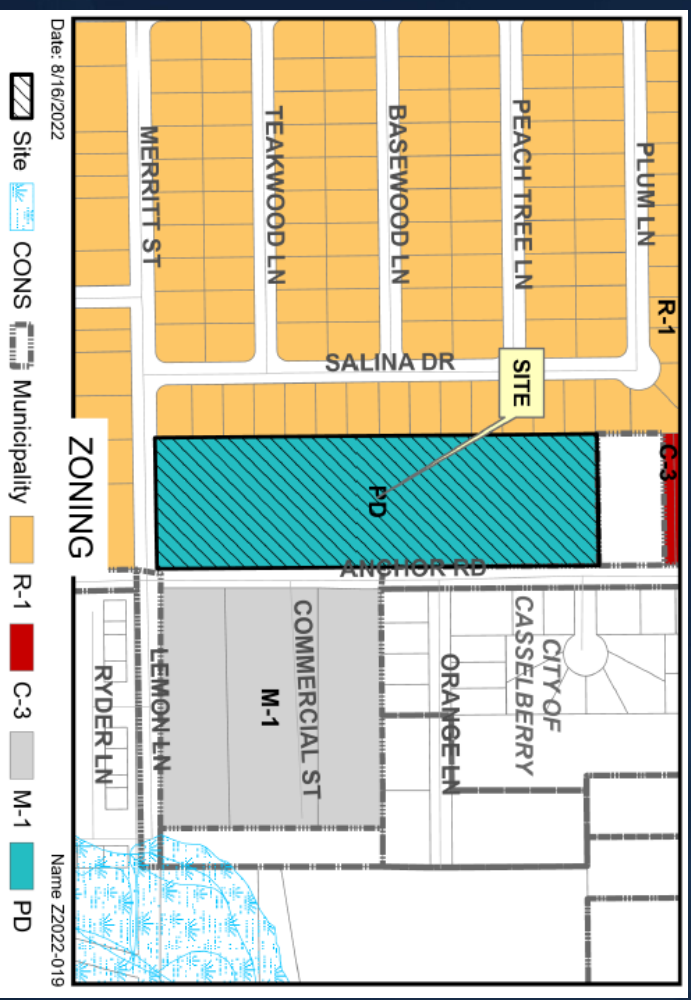 PLUM LN
R-1
C-3
PEACH TREE LN
SITE
BASEWOOD LN
SALINA DR
TEAKWOOD LN
MERRITT ST
PD
ANCHOR RD
CITY OF
CASSELBERRY
ORANGE LN
COMMERCIAL ST
M-1
LEMON LN
RYDER LN
ZONING
Date: 8/16/2022
Name Z2022-019
Site
CONS
Municipality
R-1
C-3
M-1
PD